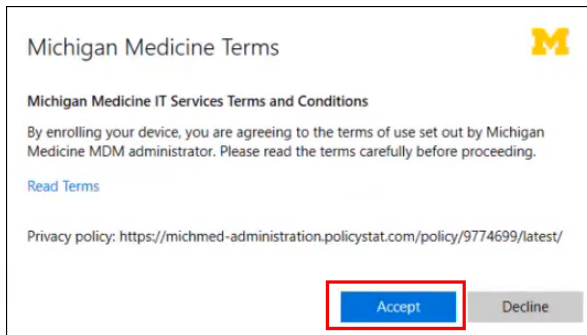 Michigan Medicine Terms
M
Michigan Medicine IT Services Terms and Conditions
By enrolling your device, you are agreeing to the terms of use set out by Michigan
Medicine MDM administrator. Please read the terms carefully before proceeding.
Read Terms
Privacy policy: https://michmed-administration.policystat.com/policy/9774699/latest/
Accept
Decline